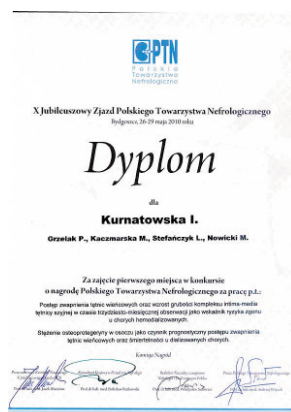 PTN
Polskie
Towarzystwo
Nefrologiczne
X Jubileuszowy Zjazd Polskiego Towarzystwa Nefrologicznego
Bydgoszcz, 26-29 maja 2010 roku
Dyplom
dla
Kurnatowska I.
Grzelak P., Kaczmarska M., Stefańczyk L., Nowicki M.
Za zajęcie pierwszego miejsca w konkursie
o nagrodę Polskiego Towarzystwa Nefrologicznego za pracę p.t.:
Postęp zwapnienia tętnic wieńcowych oraz wzrost grubości kompleksu intima-media
tętnicy szyjnej w czasie trzydziesto-miesięcznej obserwacji jako wskaźnik ryzyka zgonu
u chorych hemodializowanych.
Stężenie osteoprotegeryny w osoczu jako czynnik prognostyczny postępu zwapnienia
tętnic wieńcowych oraz śmiertelności u dializowanych chorych.
Komisja Nagród